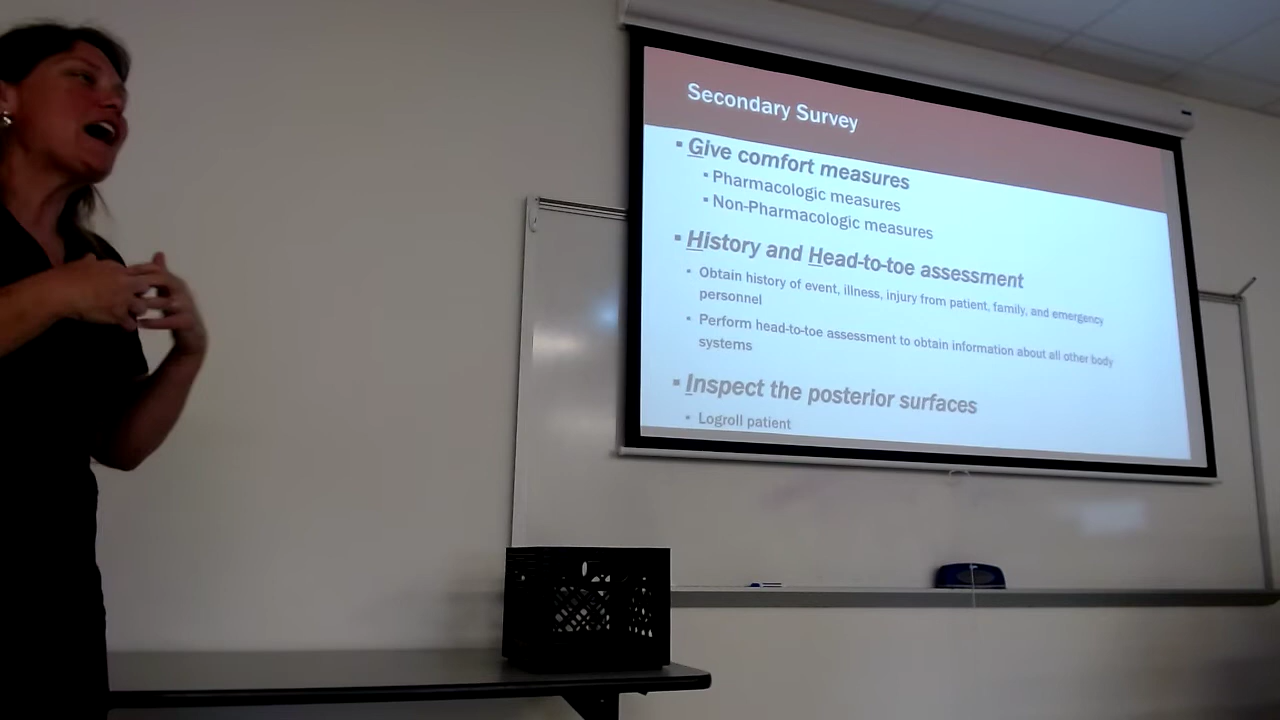 Secondary Survey
▪ Give comfort measures
▪ Pharmacologic measures
▪ Non-Pharmacologic measures
▪ History and Head-to-toe assessment
▪ Obtain history of event, illness, injury from patient, family, and emergency
personnel
▪ Perform head-to-toe assessment to obtain information about all other body
systems
▪ Inspect the posterior surfaces
▪ Logroll patient